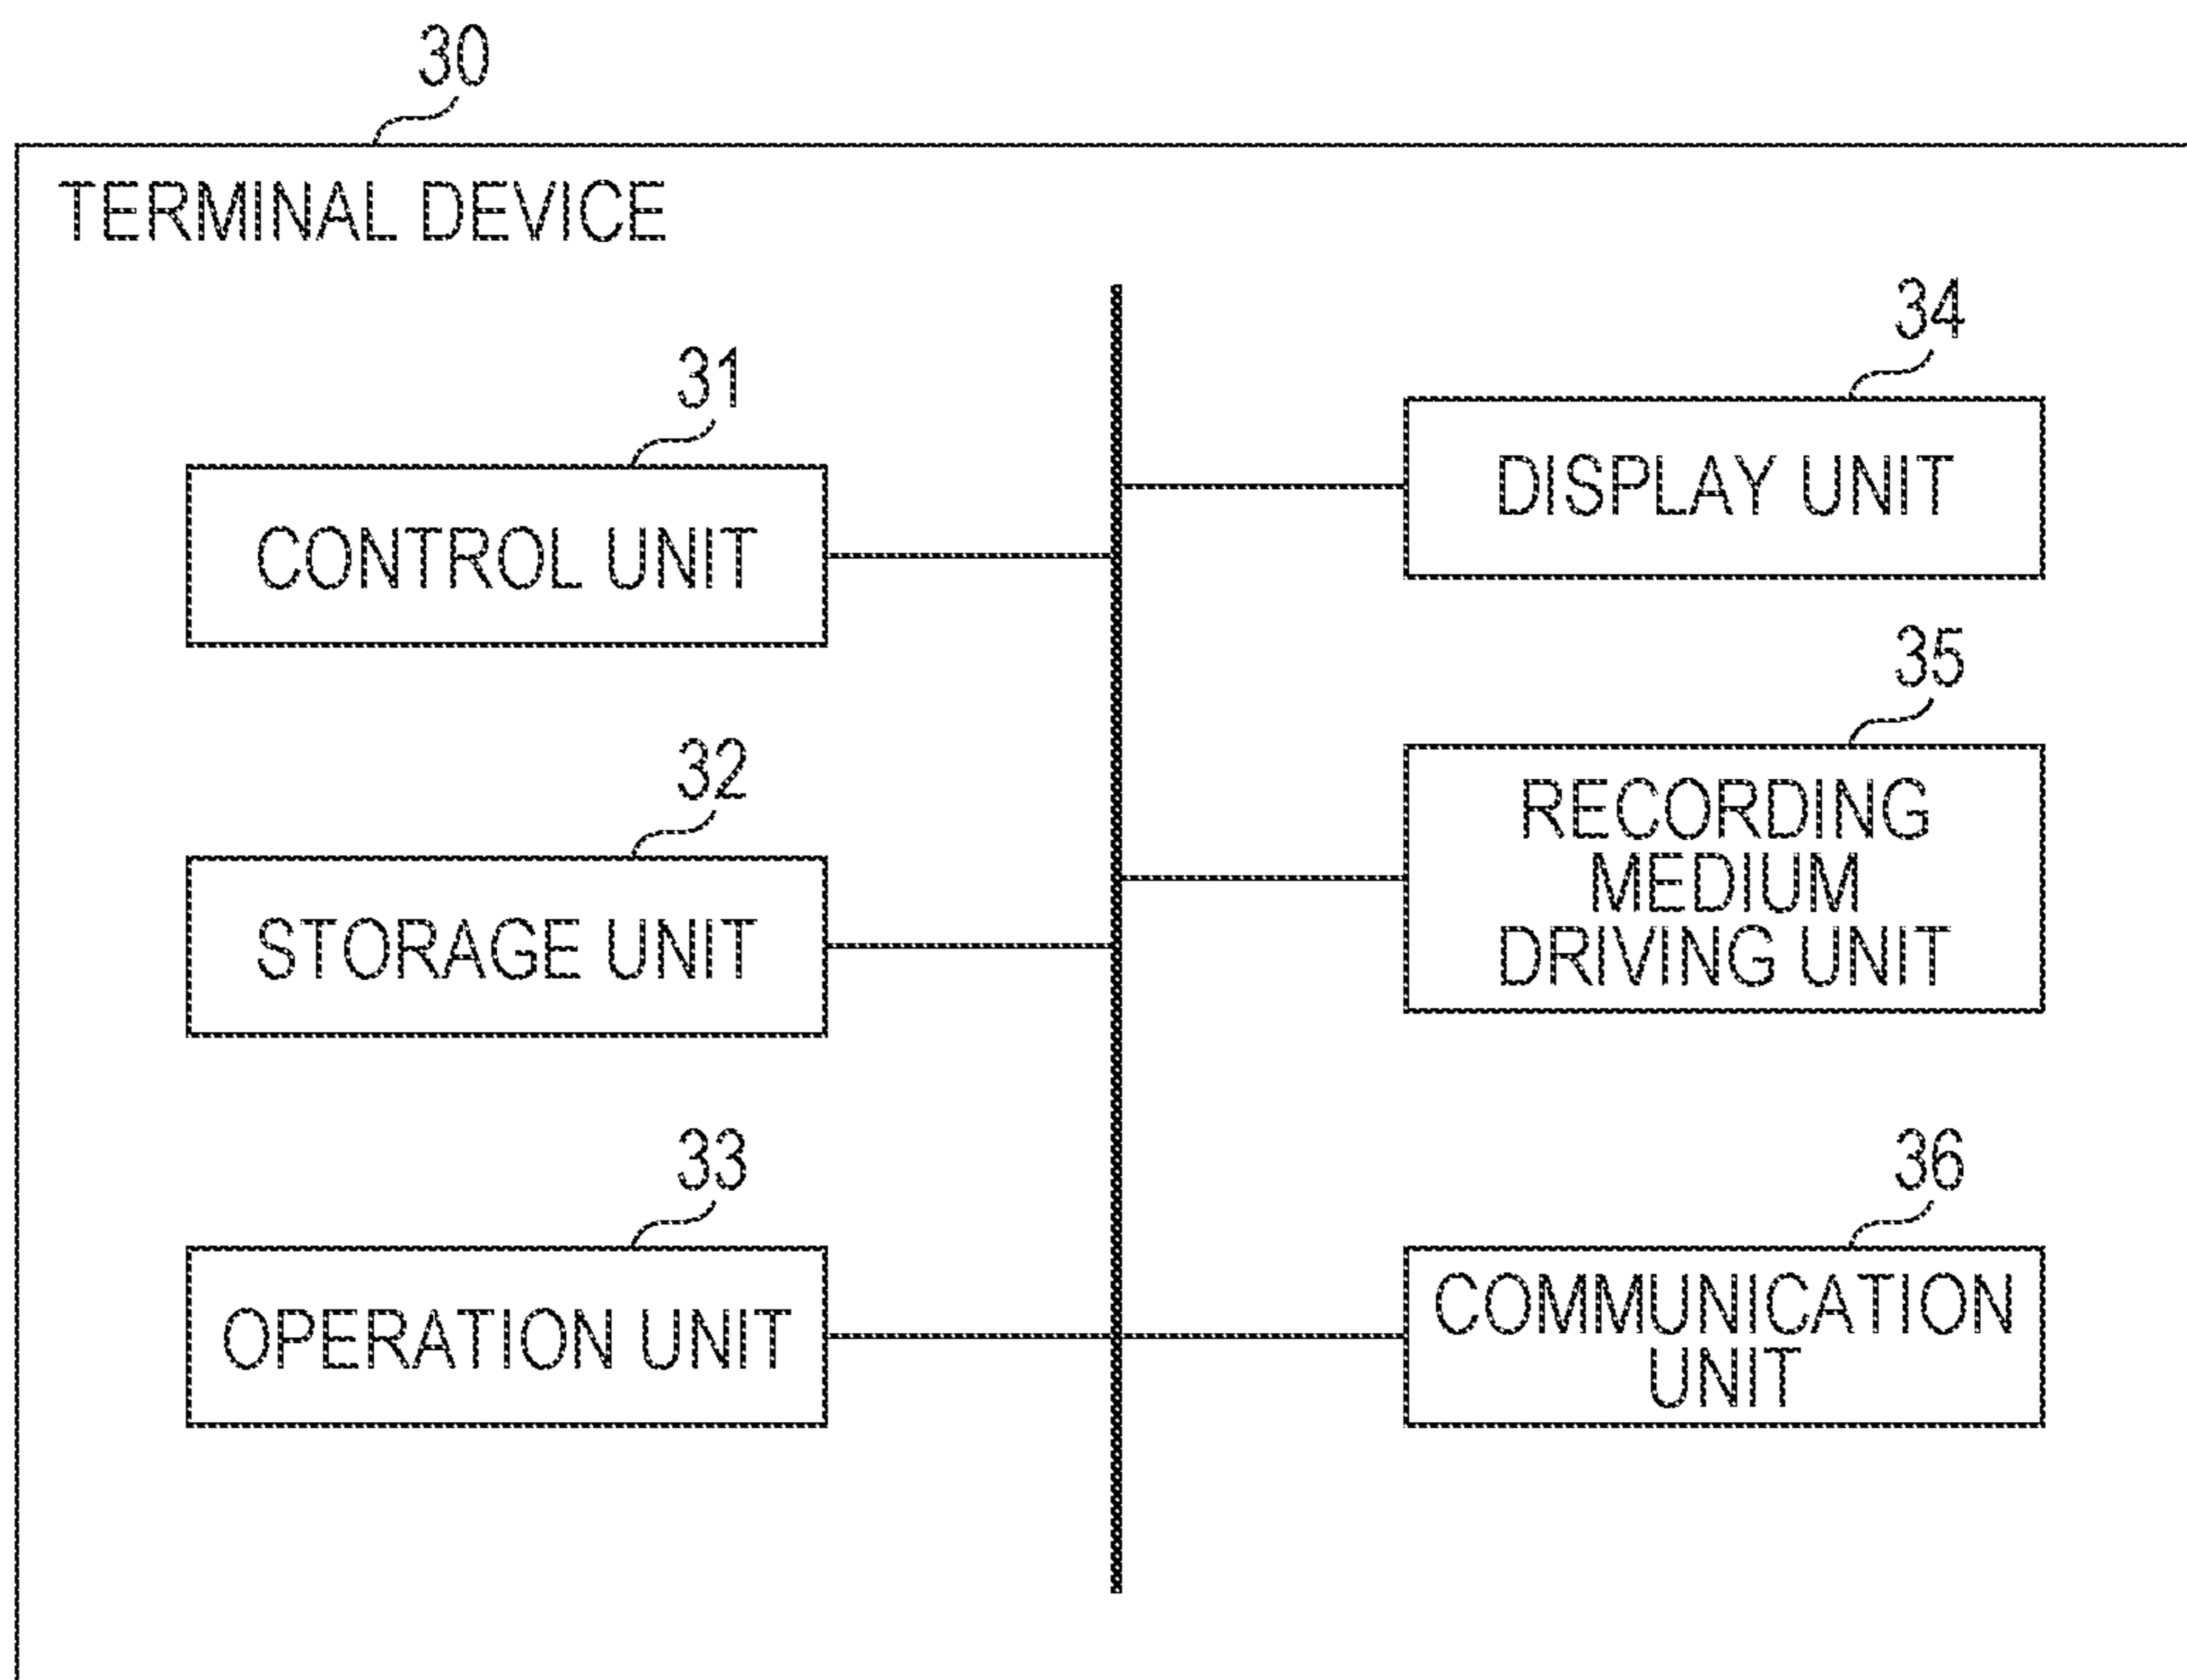 30
TERMINAL DEVICE
31
CONTROL UNIT
32
STORAGE UNIT
33
OPERATION UNIT
34
DISPLAY UNIT
35
RECORDING
MEDIUM
DRIVING UNIT
36
COMMUNICATION
UNIT